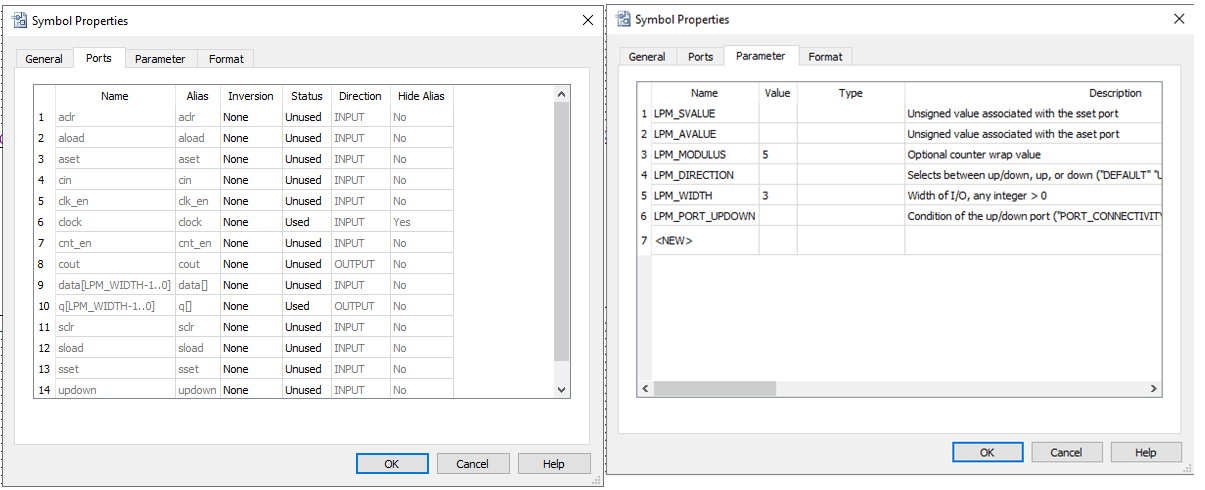 Symbol Properties
General Ports Parameter Format
Name Alias Inversion Status Direction Hide Alias
1 aclr aclr None Unused INPUT No
2 aload aload None Unused INPUT No
3 aset aset None Unused INPUT No
4 cin cin None Unused INPUT No
5 clk_en clk_en None Unused INPUT No
6 clock clock None Used INPUT Yes
7 cnt_en cnt_en None Unused INPUT No
8 cout cout None Unused OUTPUT No
9 data[LPM_WIDTH-1..0] data[] None Unused INPUT No
10 q[LPM_WIDTH-1..0] q[] None Used OUTPUT No
11 sclr sclr None Unused INPUT No
12 sload sload None Unused INPUT No
13 sset sset None Unused INPUT No
14 updown updown None Unused INPUT No
OK Cancel Help
Symbol Properties
General Ports Parameter Format
Name Value Type Description
1 LPM_SVALUE Unsigned value associated with the sset port
2 LPM_AVALUE Unsigned value associated with the aset port
3 LPM_MODULUS 5 Optional counter wrap value
4 LPM_DIRECTION Selects between up/down, up, or down ("DEFAULT" "U
5 LPM_WIDTH 3 Width of I/O, any integer > 0
6 LPM_PORT_UPDOWN Condition of the up/down port ("PORT_CONNECTIVITY
7 <NEW>
OK Cancel Help